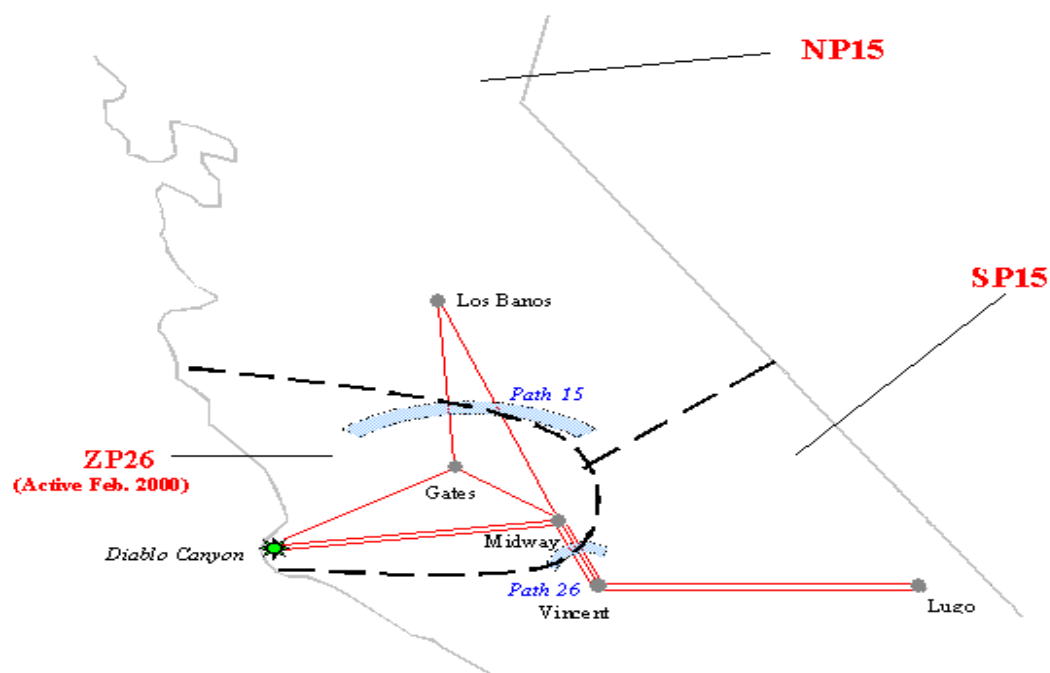 NP15
SP15
Los Banos
Path 15
ZP26
(Active Feb. 2000)
Gates
Midway
Diablo Canyon
Path 26
Vincent
Lugo